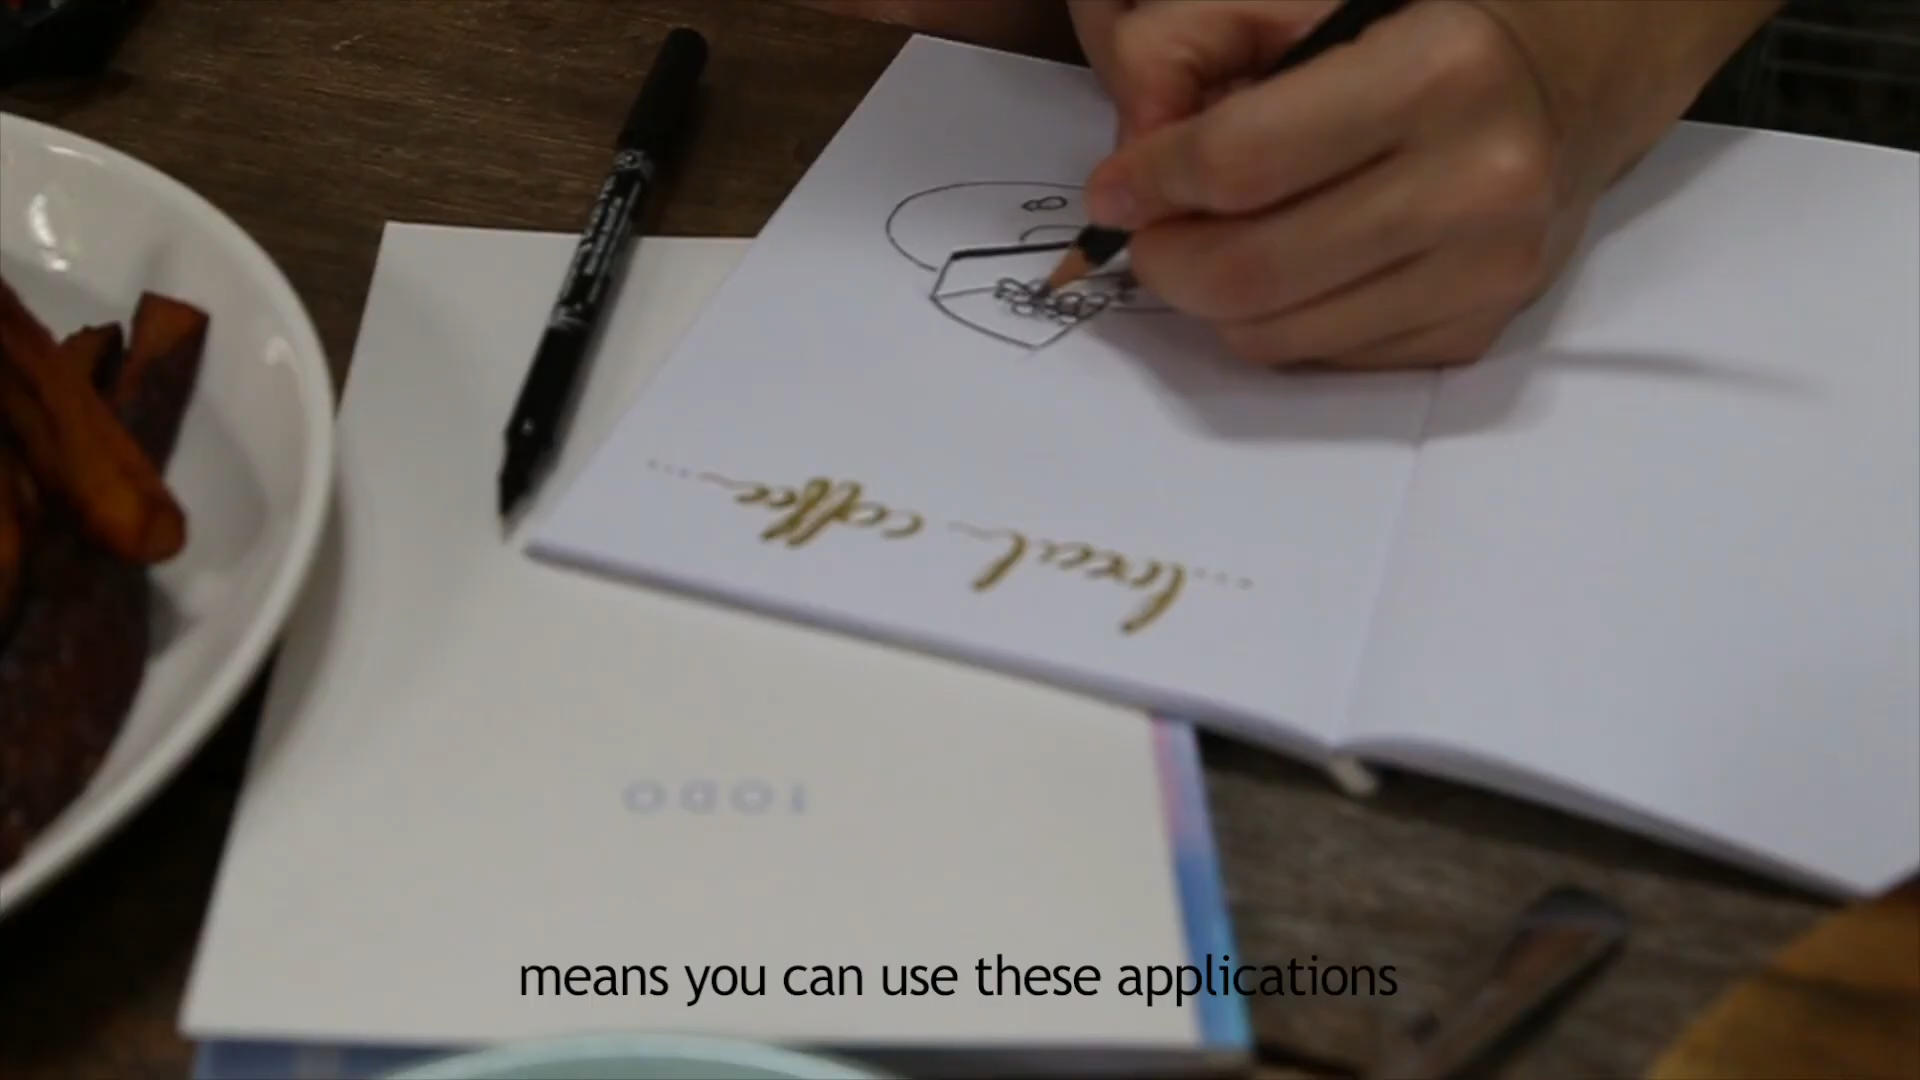 ...local coffee...
IODO
means you can use these applications